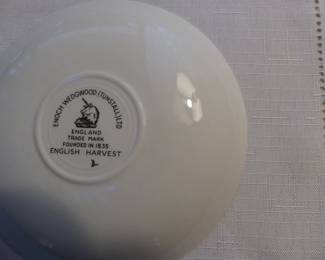 ENOCH WEDGWOOD (TUNSTALL) LTD
ENGLAND
TRADE MARK
FOUNDED IN 1835
ENGLISH HARVEST